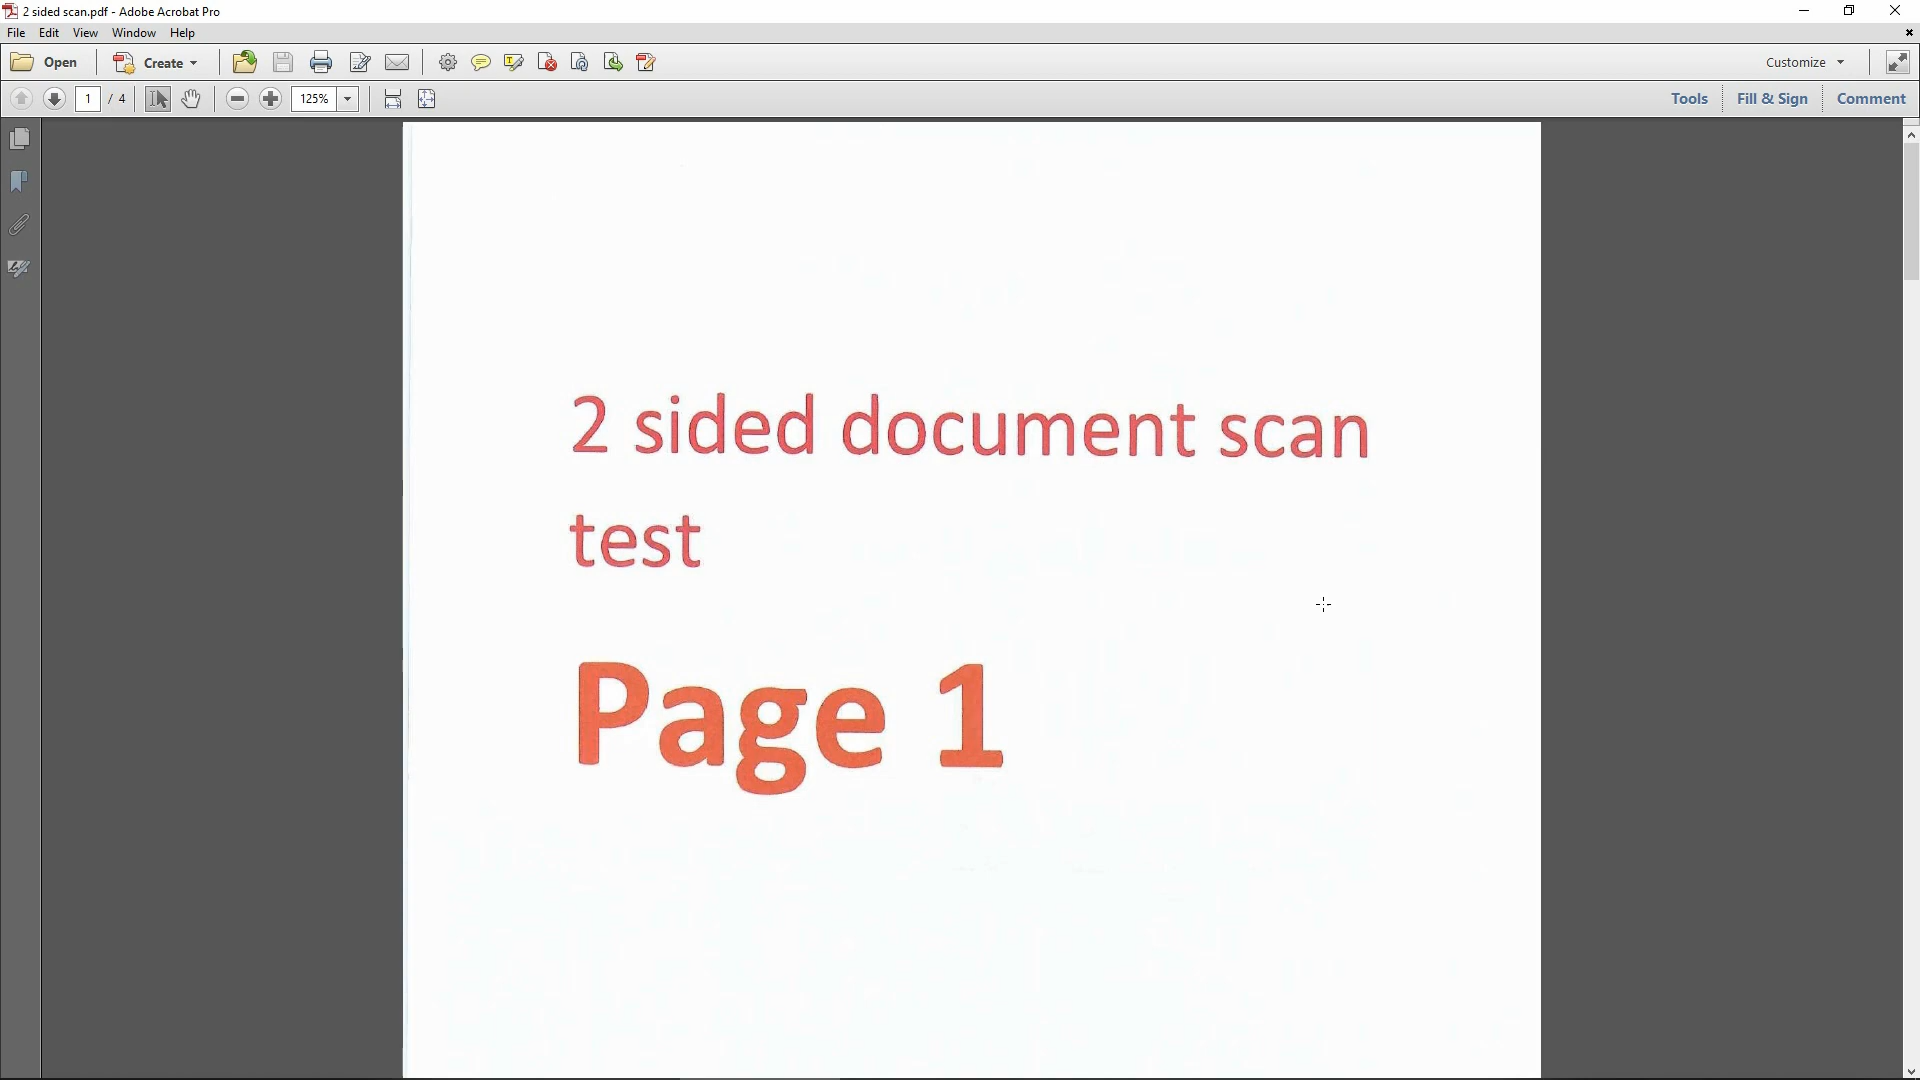 2 sided scan.pdf - Adobe Acrobat Pro
File Edit View Window Help
Open Create Customize
1 / 4 125% Tools Fill & Sign Comment
2 sided document scan
test
Page 1